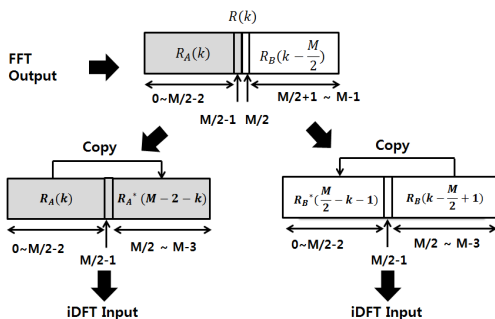 R(k)
FFT
Output
R_A(k)
R_B(k - M/2)
0~M/2-2
M/2+1 ~ M-1
M/2-1
M/2
Copy
Copy
R_A(k)
R_A*(M-2-k)
R_B*(M/2 - k - 1)
R_B(k - M/2 + 1)
0~M/2-2
M/2 ~ M-3
0~M/2-2
M/2 ~ M-3
M/2-1
M/2-1
iDFT Input
iDFT Input